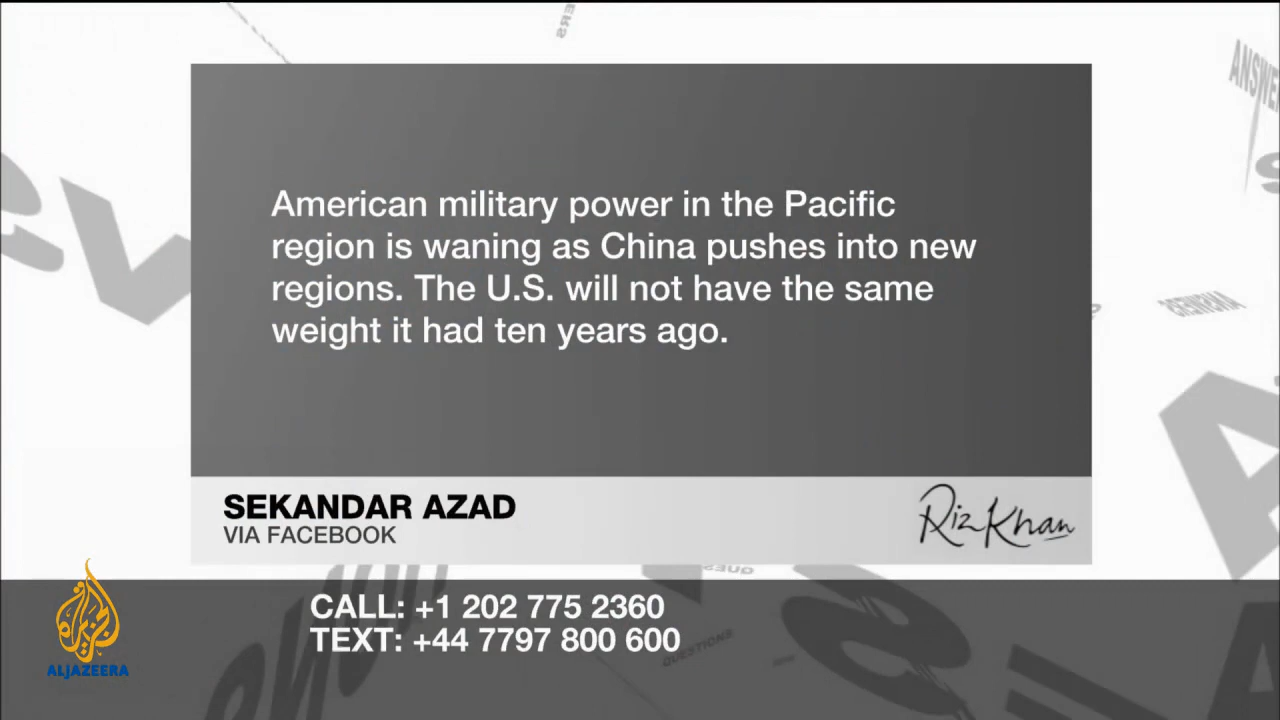 American military power in the Pacific
region is waning as China pushes into new
regions. The U.S. will not have the same
weight it had ten years ago.
SEKANDAR AZAD
VIA FACEBOOK
Riz Khan
CALL: +1 202 775 2360
TEXT: +44 7797 800 600
ALJAZEERA
QUESTIONS